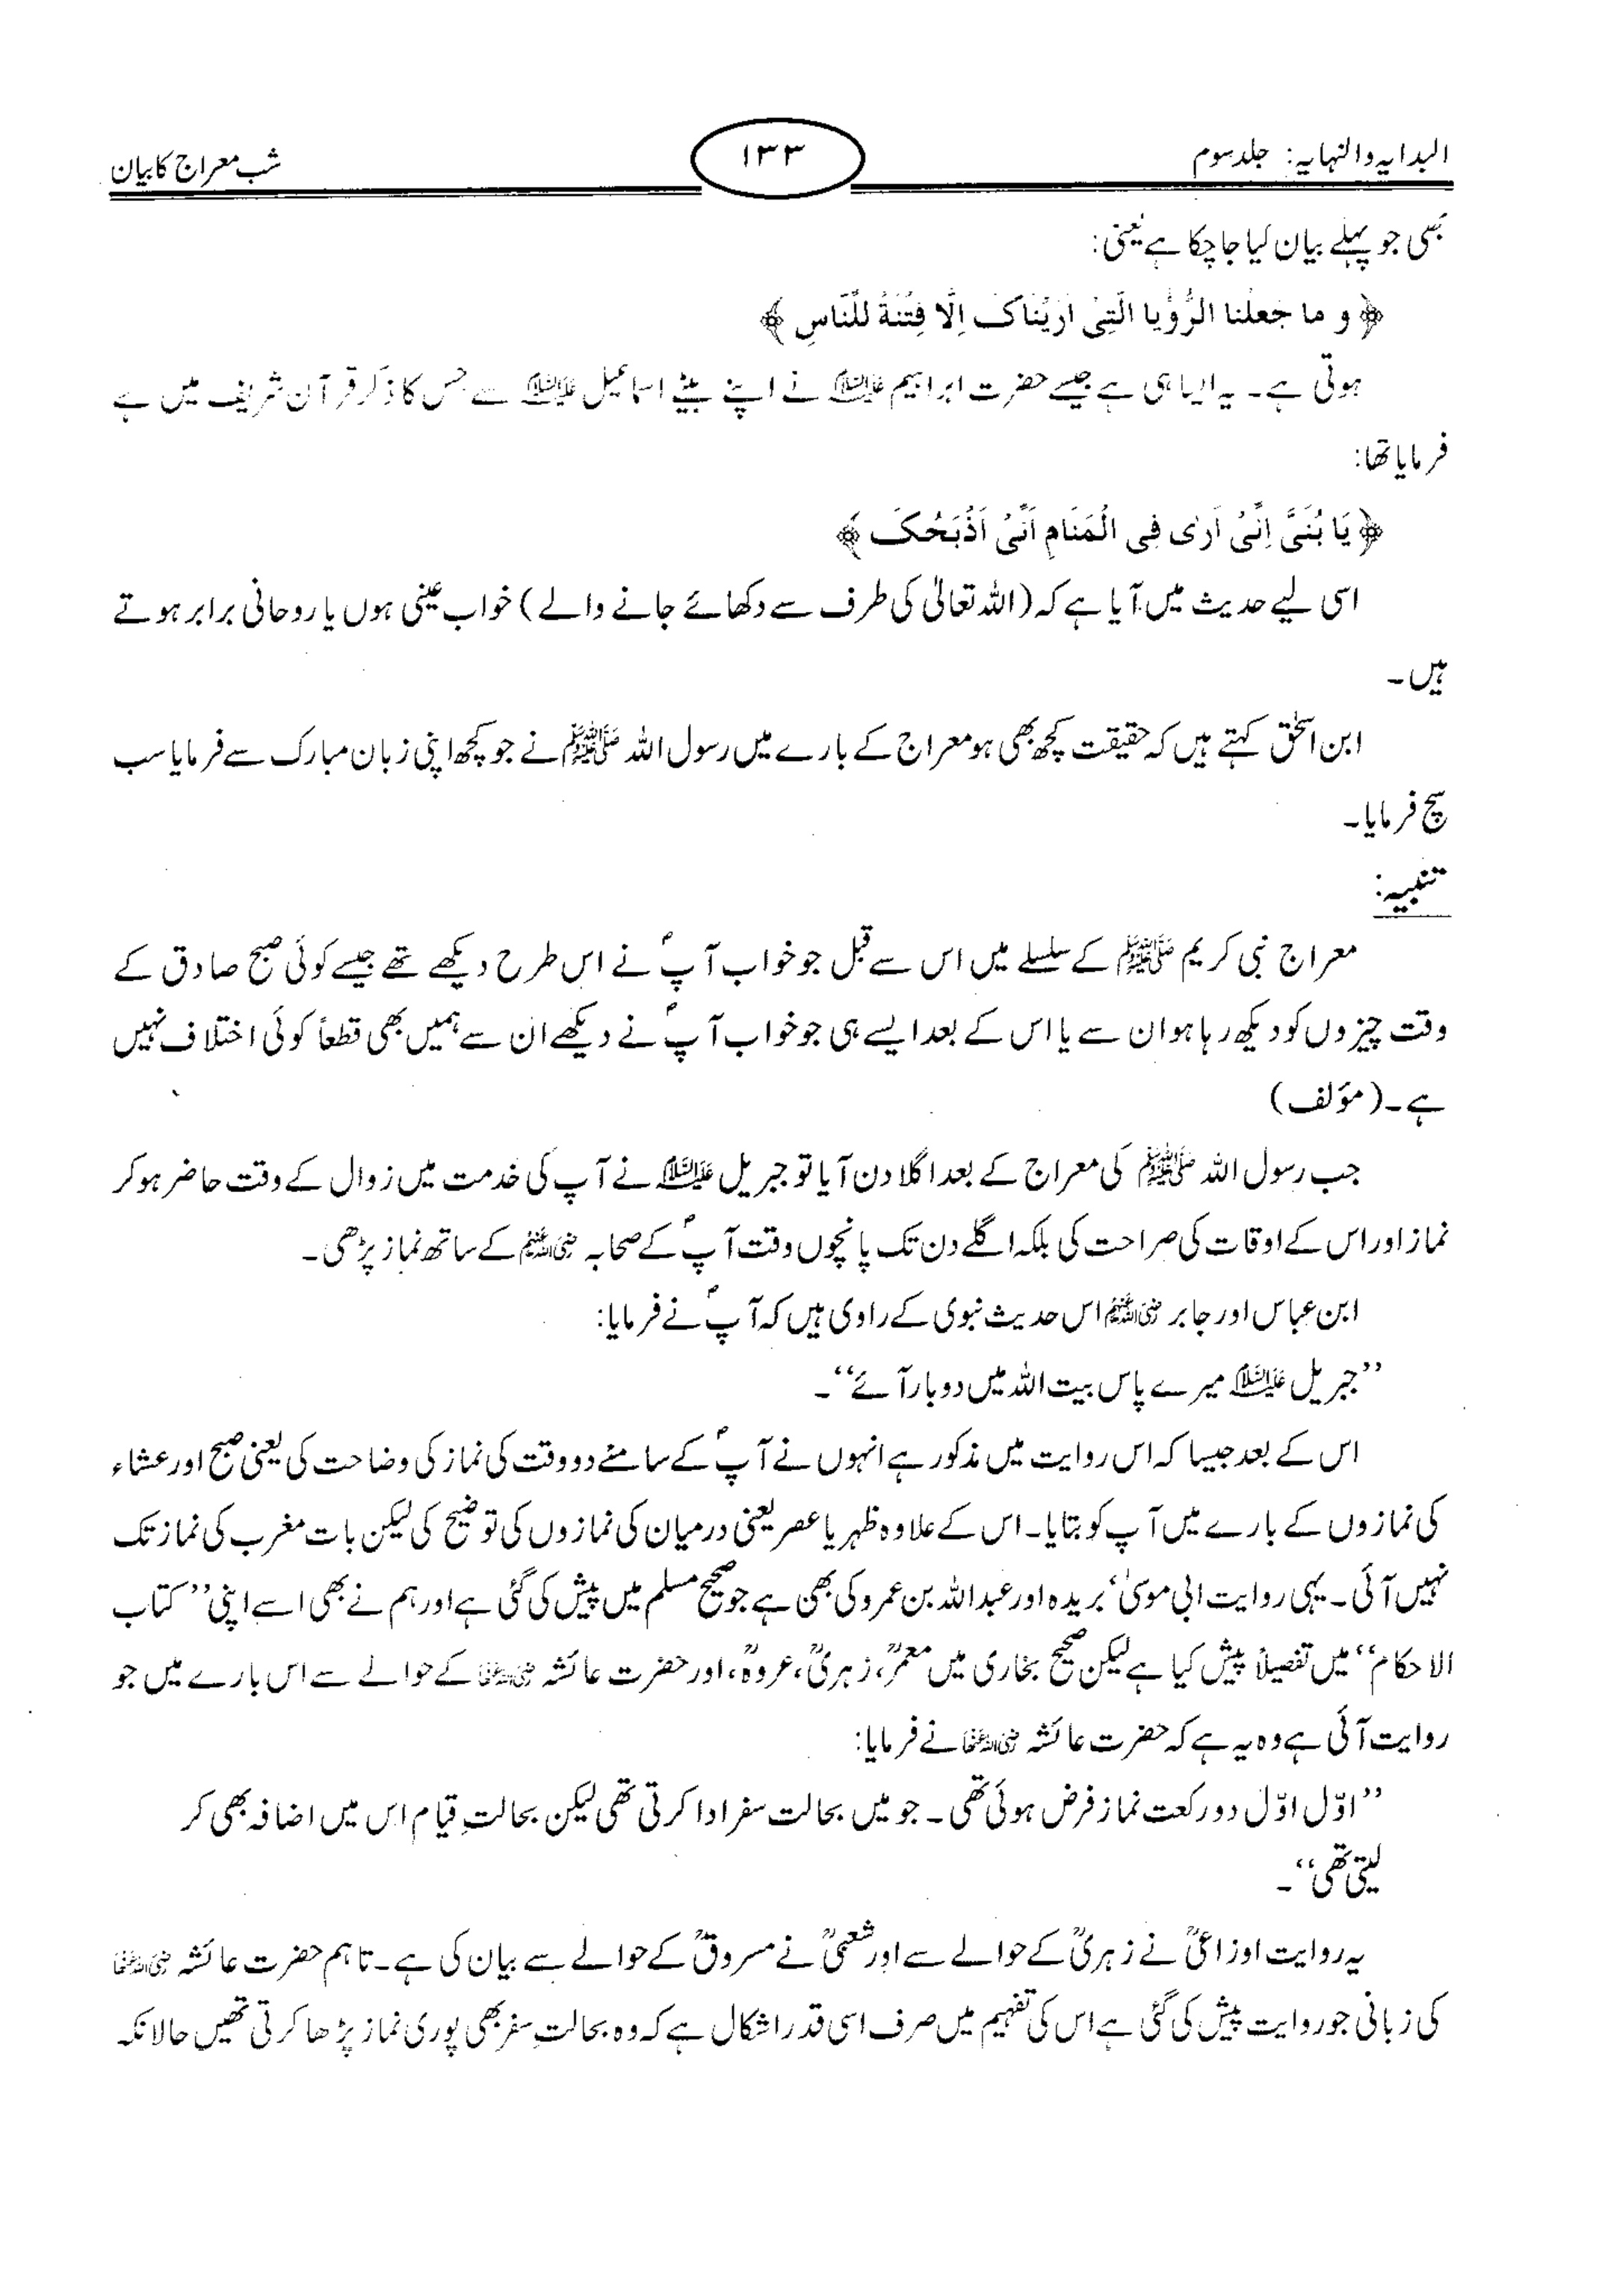 البدایہ والنہایہ: جلد سوم
۱۳۳
شب معراج کا بیان
بھی جو پہلے بیان کیا جا چکا ہے یعنی:
﴿ و ما جَعلْنا الرُّؤْیا الَّتِیْ اَرَیْنَاکَ اِلَّا فِتْنَةً لِّلنَّاسِ ﴾
ہوتی ہے۔ یہ ایسا ہی ہے جیسے حضرت ابراہیم علیہ السلام نے اپنے بیٹے اسماعیل علیہ السلام سے جس کا ذکر قرآن شریف میں ہے
فرمایا تھا:
﴿ یَا بُنَیَّ اِنِّیْ اَرٰی فِی الْمَنَامِ اَنِّیْ اَذْبَحُکَ ﴾
اسی لیے حدیث میں آیا ہے کہ (اللہ تعالیٰ کی طرف سے دکھائے جانے والے) خواب عینی ہوں یا روحانی برابر ہوتے
ہیں۔
ابن اسحٰق کہتے ہیں کہ حقیقت کچھ بھی ہو معراج کے بارے میں رسول اللہ ﷺ نے جو کچھ اپنی زبان مبارک سے فرمایا سب
سچ فرمایا۔
تنبیہ:
معراج نبی کریم ﷺ کے سلسلے میں اس سے قبل جو خواب آپؐ نے اس طرح دیکھے تھے جیسے کوئی صبح صادق کے
وقت چیزوں کو دیکھ رہا ہو ان سے یا اس کے بعد ایسے ہی جو خواب آپؐ نے دیکھے ان سے ہمیں بھی قطعاً کوئی اختلاف نہیں
ہے۔ (مؤلف)
جب رسول اللہ ﷺ کی معراج کے بعد اگلا دن آیا تو جبریل علیہ السلام نے آپ کی خدمت میں زوال کے وقت حاضر ہو کر
نماز اور اس کے اوقات کی صراحت کی بلکہ اگلے دن تک پانچوں وقت آپؐ کے صحابہ رضی اللہ عنہم کے ساتھ نماز پڑھی۔
ابن عباس اور جابر رضی اللہ عنہم اس حدیث نبوی کے راوی ہیں کہ آپؐ نے فرمایا:
’’جبریل علیہ السلام میرے پاس بیت اللہ میں دو بار آئے‘‘۔
اس کے بعد جیسا کہ اس روایت میں مذکور ہے انہوں نے آپؐ کے سامنے دو وقت کی نماز کی وضاحت کی یعنی صبح اور عشاء
کی نمازوں کے بارے میں آپ کو بتایا۔ اس کے علاوہ ظہر یا عصر یعنی درمیان کی نمازوں کی توضیح کی لیکن بات مغرب کی نماز تک
نہیں آئی۔ یہی روایت ابی موسیٰ‘ بریدہ اور عبداللہ بن عمرو کی بھی ہے جو صحیح مسلم میں پیش کی گئی ہے اور ہم نے بھی اسے اپنی ’’کتاب
الاحکام‘‘ میں تفصیلاً پیش کیا ہے لیکن صحیح بخاری میں معمرؒ، زہریؒ، عروہؒ، اور حضرت عائشہ رضی اللہ عنہا کے حوالے سے اس بارے میں جو
روایت آئی ہے وہ یہ ہے کہ حضرت عائشہ رضی اللہ عنہا نے فرمایا:
’’اوّل اوّل دو رکعت نماز فرض ہوئی تھی۔ جو میں بحالت سفر ادا کرتی تھی لیکن بحالتِ قیام اس میں اضافہ بھی کر
لیتی تھی‘‘۔
یہ روایت اوزاعیؒ نے زہریؒ کے حوالے سے اور شعبیؒ نے مسروقؒ کے حوالے سے بیان کی ہے۔ تاہم حضرت عائشہ رضی اللہ عنہا
کی زبانی جو روایت پیش کی گئی ہے اس کی تفہیم میں صرف اسی قدر اشکال ہے کہ وہ بحالتِ سفر بھی پوری نماز پڑھا کرتی تھیں حالانکہ